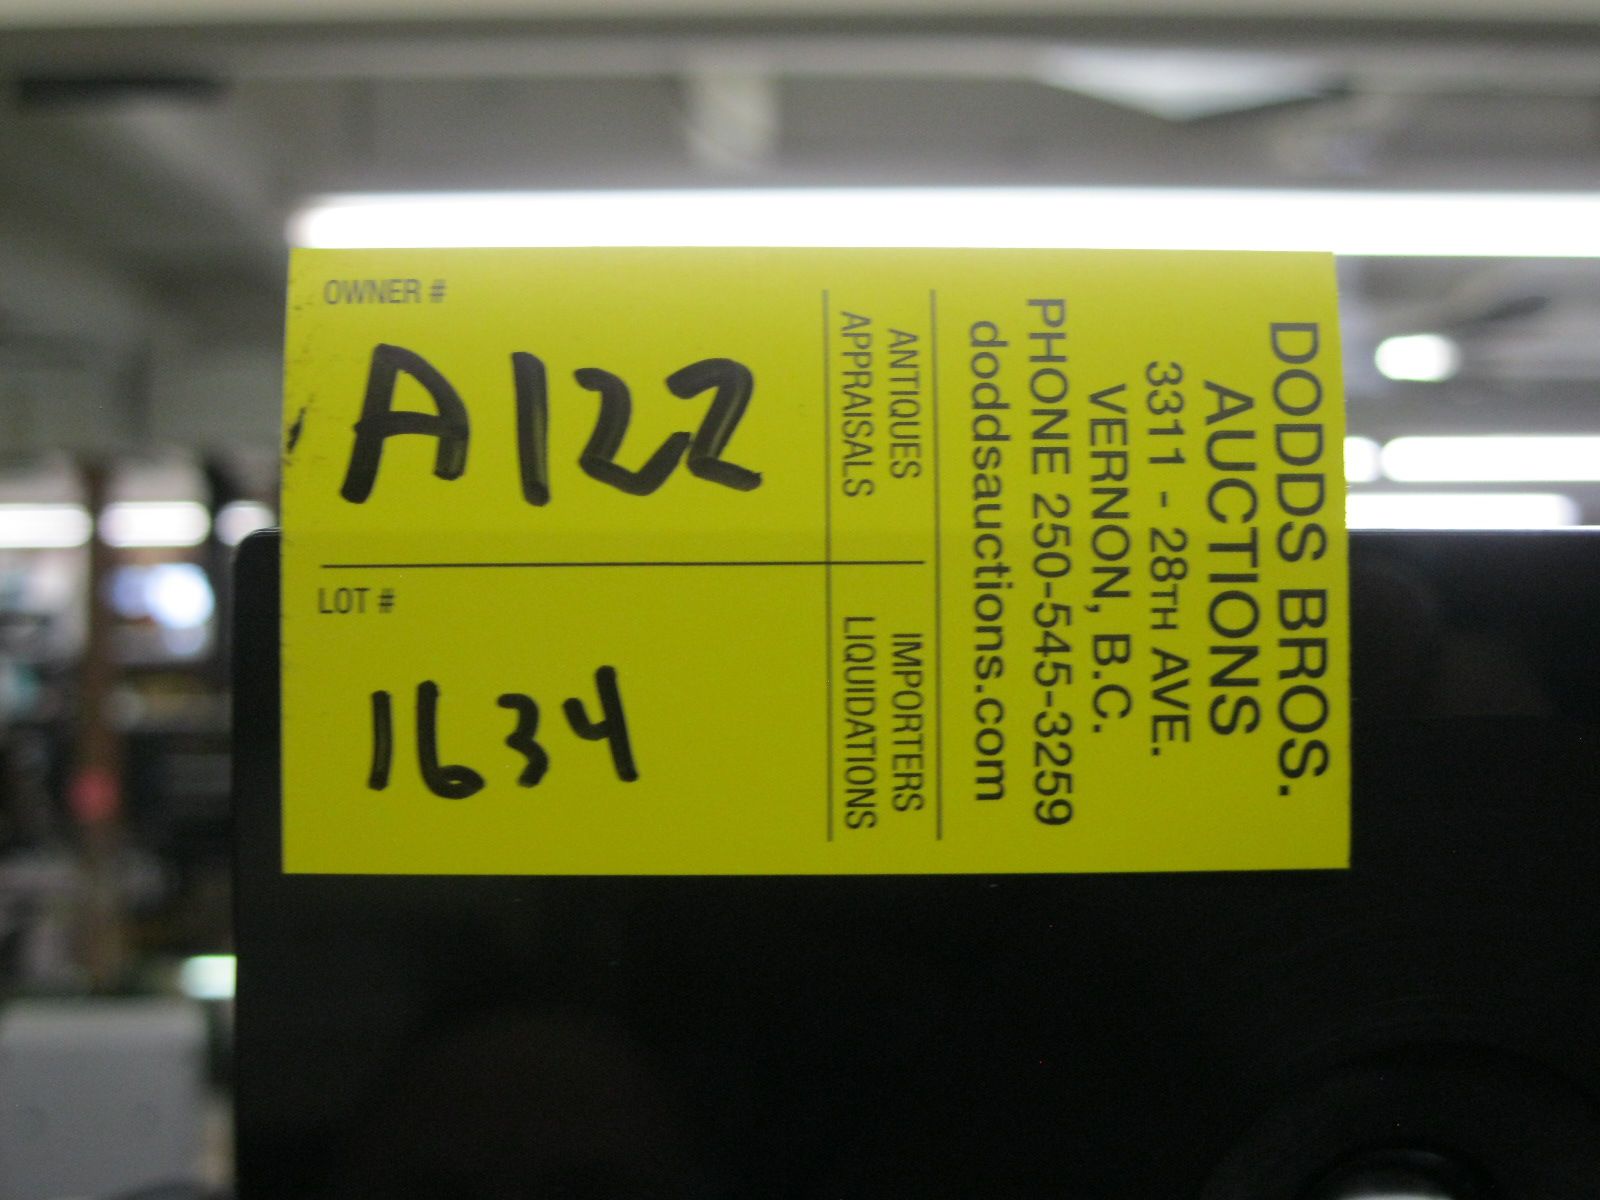 DODDS BROS.
AUCTIONS
3311 - 28TH AVE.
VERNON, B.C.
PHONE 250-545-3259
doddsauctions.com
ANTIQUES IMPORTERS
APPRAISALS LIQUIDATIONS
OWNER #
A122
LOT #
1634